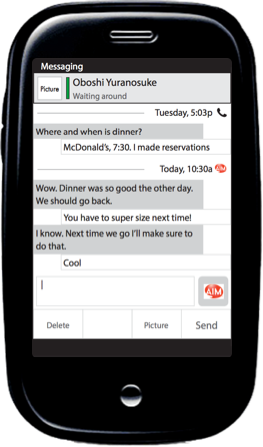 Messaging
Picture
Oboshi Yuranosuke
Waiting around
Tuesday, 5:03p
Where and when is dinner?
McDonald's, 7:30. I made reservations
Today, 10:30a
Wow. Dinner was so good the other day.
We should go back.
You have to super size next time!
I know. Next time we go I'll make sure to
do that.
Cool
AIM
Delete
Picture
Send